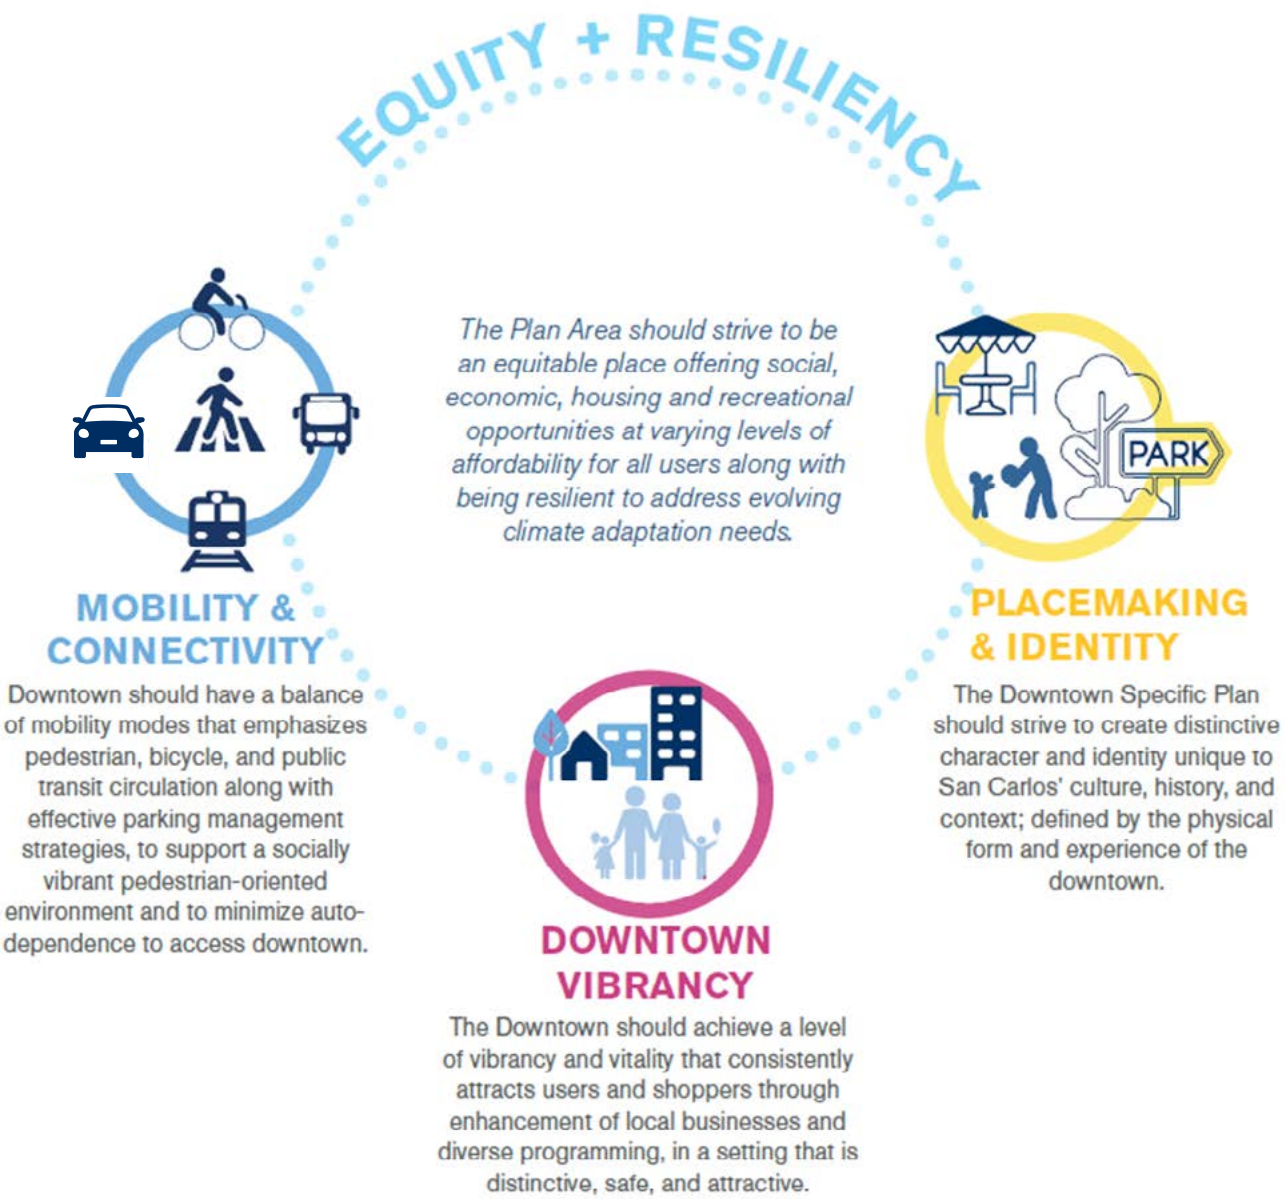 EQUITY + RESILIENCY
The Plan Area should strive to be
an equitable place offering social,
economic, housing and recreational
opportunities at varying levels of
affordability for all users along with
being resilient to address evolving
climate adaptation needs.
MOBILITY &
CONNECTIVITY
Downtown should have a balance
of mobility modes that emphasizes
pedestrian, bicycle, and public
transit circulation along with
effective parking management
strategies, to support a socially
vibrant pedestrian-oriented
environment and to minimize auto-
dependence to access downtown.
PARK
PLACEMAKING
& IDENTITY
The Downtown Specific Plan
should strive to create distinctive
character and identity unique to
San Carlos' culture, history, and
context; defined by the physical
form and experience of the
downtown.
DOWNTOWN
VIBRANCY
The Downtown should achieve a level
of vibrancy and vitality that consistently
attracts users and shoppers through
enhancement of local businesses and
diverse programming, in a setting that is
distinctive, safe, and attractive.